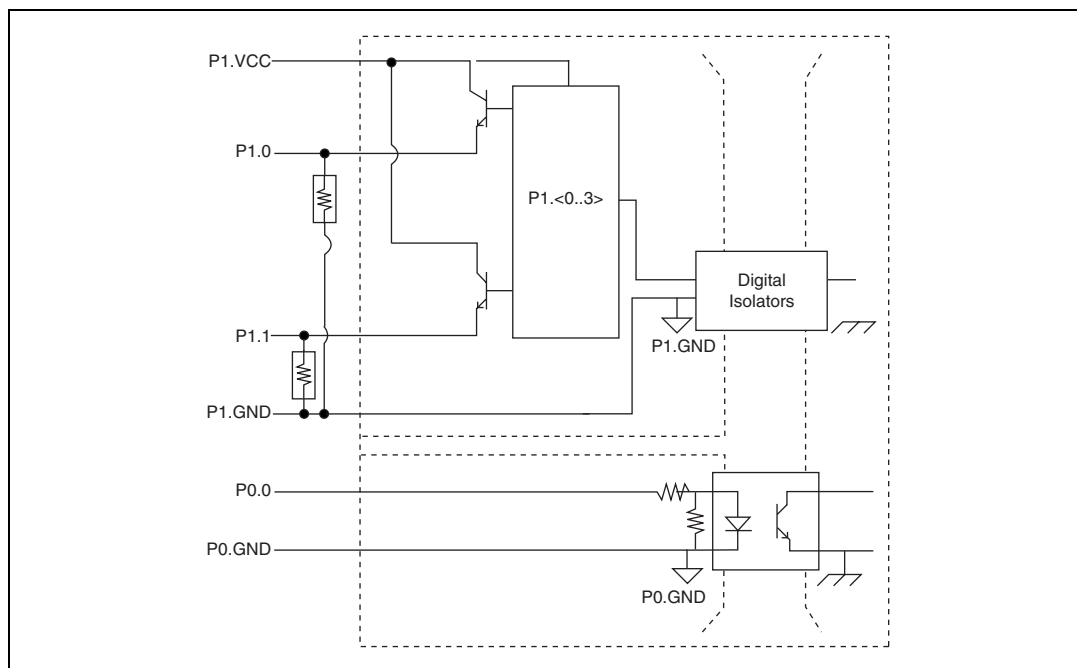 P1.VCC
P1.0
P1.<0..3>
Digital
Isolators
P1.1
P1.GND
P1.GND
P0.0
P0.GND
P0.GND